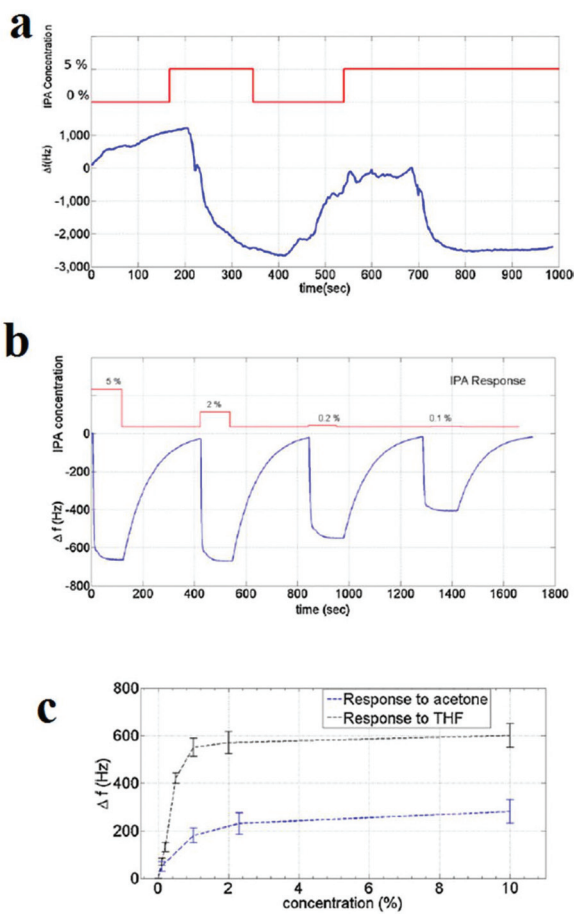 a
IPA Concentration
5 %
0 %
Δf(Hz)
1,000
0
-1,000
-2,000
-3,000
0 100 200 300 400 500 600 700 800 900 1000
time(sec)
b
IPA concentration
Δ f (Hz)
5 %
2 %
0.2 %
0.1 %
IPA Response
0
-200
-400
-600
-800
0 200 400 600 800 1000 1200 1400 1600 1800
time (sec)
c
Δ f (Hz)
800
600
400
200
0
Response to acetone
Response to THF
0 2 4 6 8 10
concentration (%)